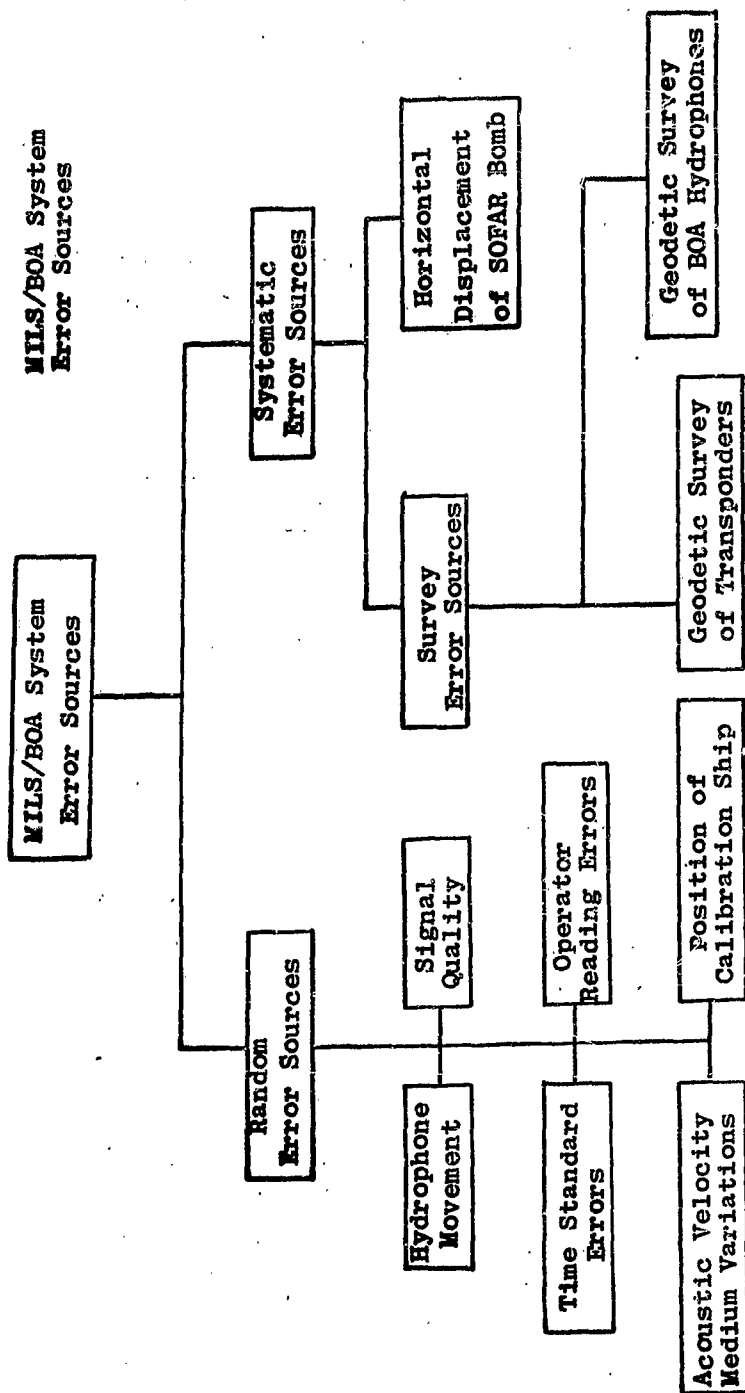 MILS/BOA System
Error Sources
MILS/BOA System
Error Sources
Random
Error Sources
Systematic
Error Sources
Hydrophone
Movement
Signal
Quality
Survey
Error Sources
Horizontal
Displacement
of SOFAR Bomb
Time Standard
Errors
Operator
Reading Errors
Acoustic Velocity
Medium Variations
Position of
Calibration Ship
Geodetic Survey
of Transponders
Geodetic Survey
of BOA Hydrophones